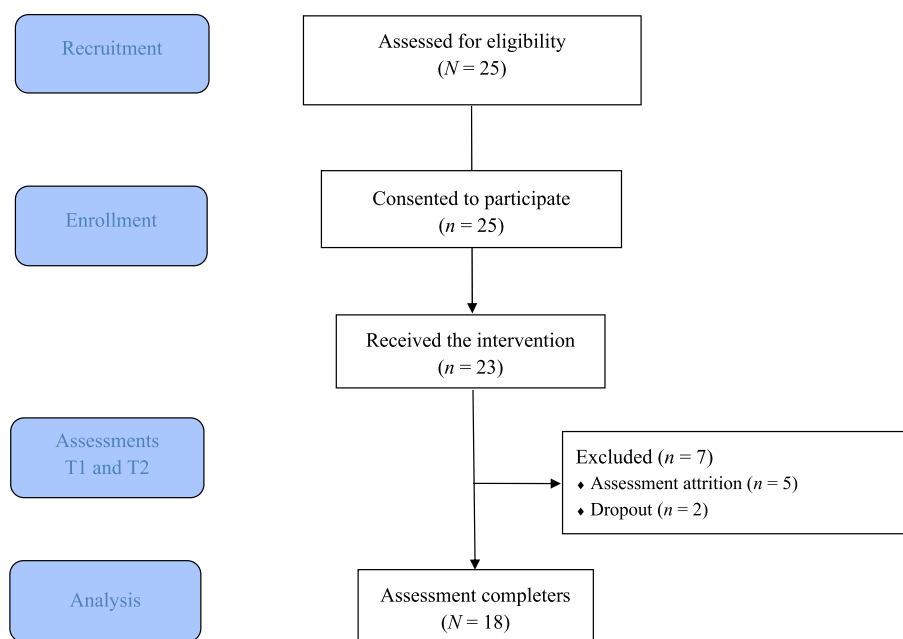 Recruitment
Assessed for eligibility
(N = 25)
Enrollment
Consented to participate
(n = 25)
Received the intervention
(n = 23)
Assessments
T1 and T2
Excluded (n = 7)
♦ Assessment attrition (n = 5)
♦ Dropout (n = 2)
Analysis
Assessment completers
(N = 18)